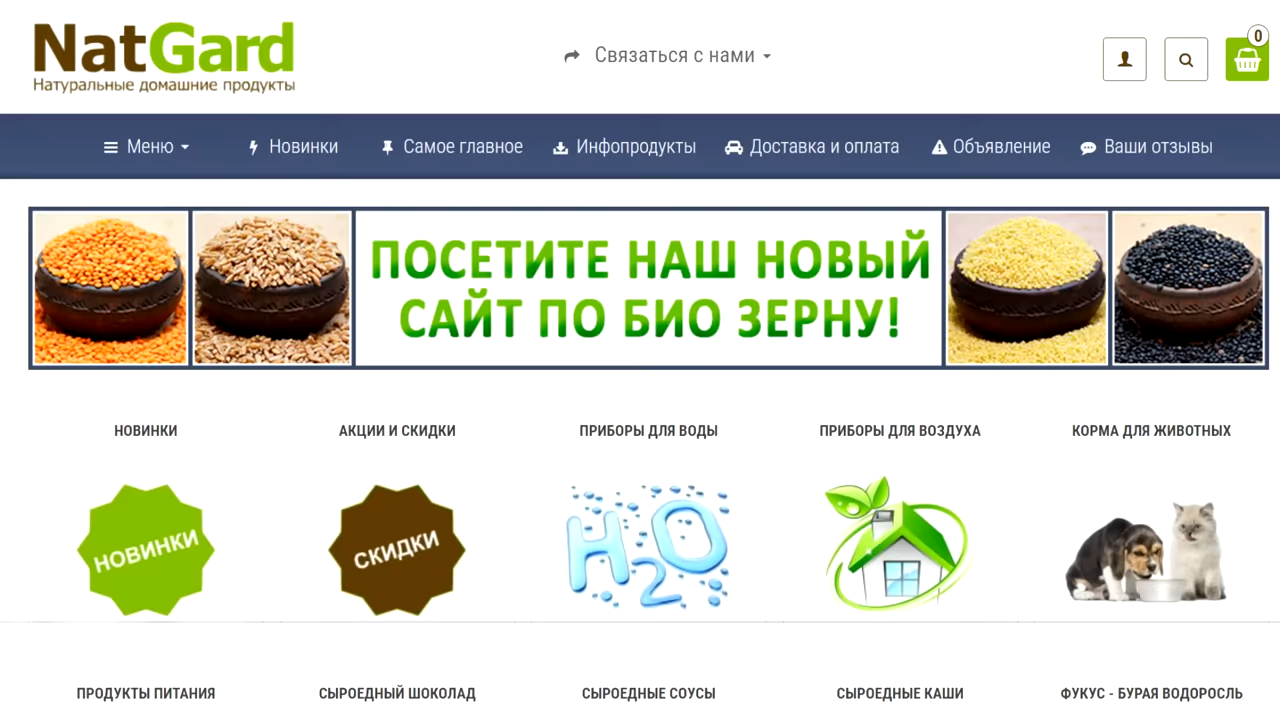 NatGard
Натуральные домашние продукты
Связаться с нами
0
Меню
Новинки
Самое главное
Инфопродукты
Доставка и оплата
Объявление
Ваши отзывы
ПОСЕТИТЕ НАШ НОВЫЙ
САЙТ ПО БИО ЗЕРНУ!
НОВИНКИ
АКЦИИ И СКИДКИ
ПРИБОРЫ ДЛЯ ВОДЫ
ПРИБОРЫ ДЛЯ ВОЗДУХА
КОРМА ДЛЯ ЖИВОТНЫХ
НОВИНКИ
СКИДКИ
H2O
ПРОДУКТЫ ПИТАНИЯ
СЫРОЕДНЫЙ ШОКОЛАД
СЫРОЕДНЫЕ СОУСЫ
СЫРОЕДНЫЕ КАШИ
ФУКУС - БУРАЯ ВОДОРОСЛЬ